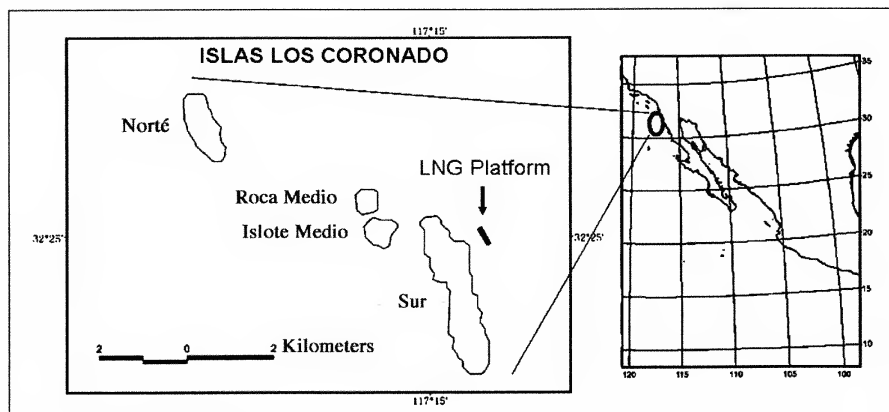 117°15'
ISLAS LOS CORONADO
Norté
LNG Platform
Roca Medio
Islote Medio
32°25'
32°25'
Sur
2 0 2
Kilometers
117°15'
35
30
25
20
15
10
120 115 110 105 100